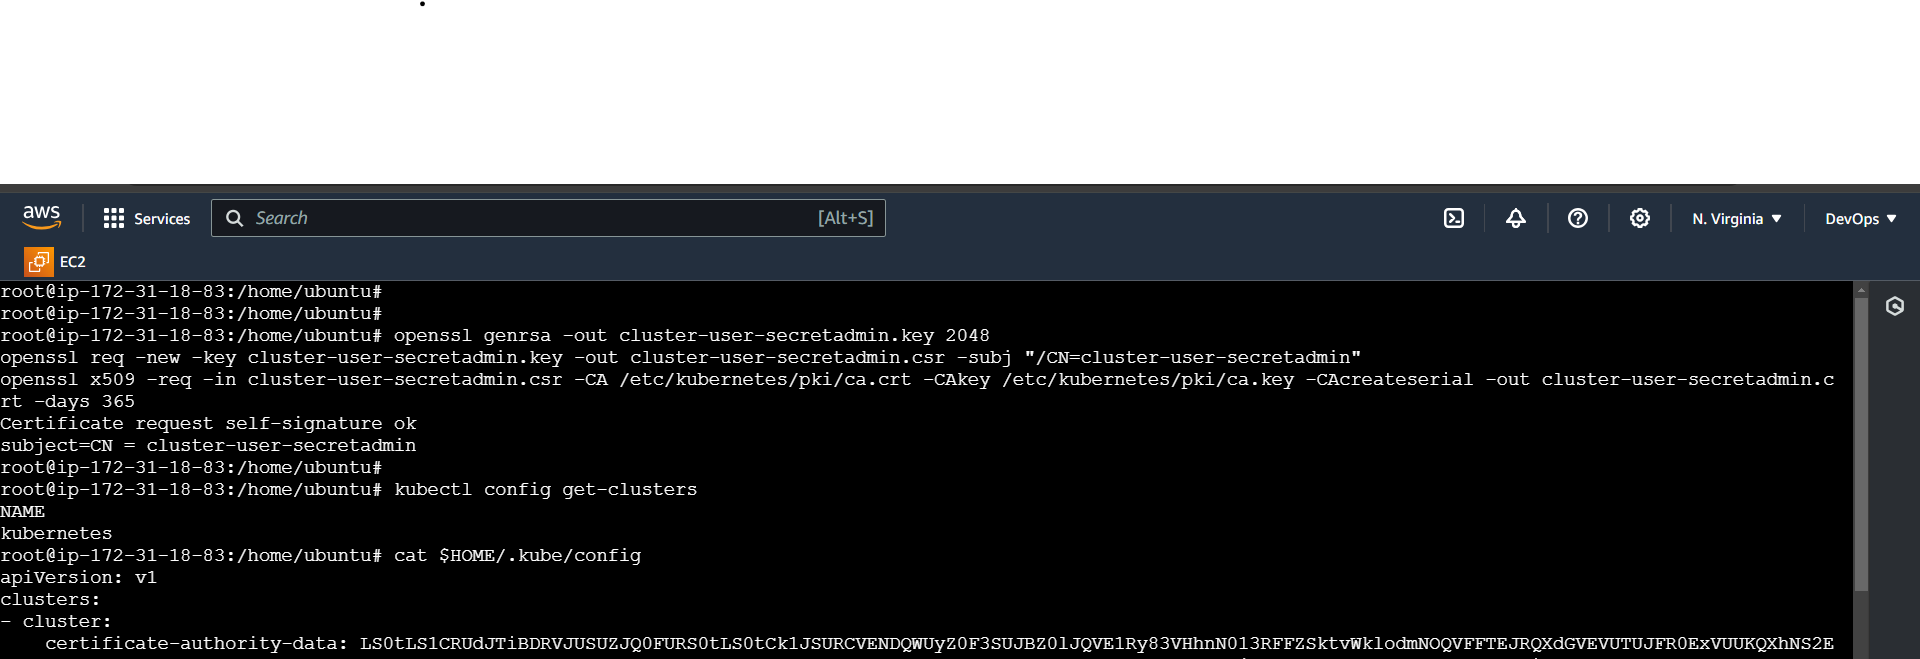 aws
Services
Search
[Alt+S]
N. Virginia
DevOps
EC2
root@ip-172-31-18-83:/home/ubuntu#
root@ip-172-31-18-83:/home/ubuntu#
root@ip-172-31-18-83:/home/ubuntu# openssl genrsa -out cluster-user-secretadmin.key 2048
openssl req -new -key cluster-user-secretadmin.key -out cluster-user-secretadmin.csr -subj "/CN=cluster-user-secretadmin"
openssl x509 -req -in cluster-user-secretadmin.csr -CA /etc/kubernetes/pki/ca.crt -CAkey /etc/kubernetes/pki/ca.key -CAcreateserial -out cluster-user-secretadmin.c
rt -days 365
Certificate request self-signature ok
subject=CN = cluster-user-secretadmin
root@ip-172-31-18-83:/home/ubuntu#
root@ip-172-31-18-83:/home/ubuntu# kubectl config get-clusters
NAME
kubernetes
root@ip-172-31-18-83:/home/ubuntu# cat $HOME/.kube/config
apiVersion: v1
clusters:
- cluster:
certificate-authority-data: